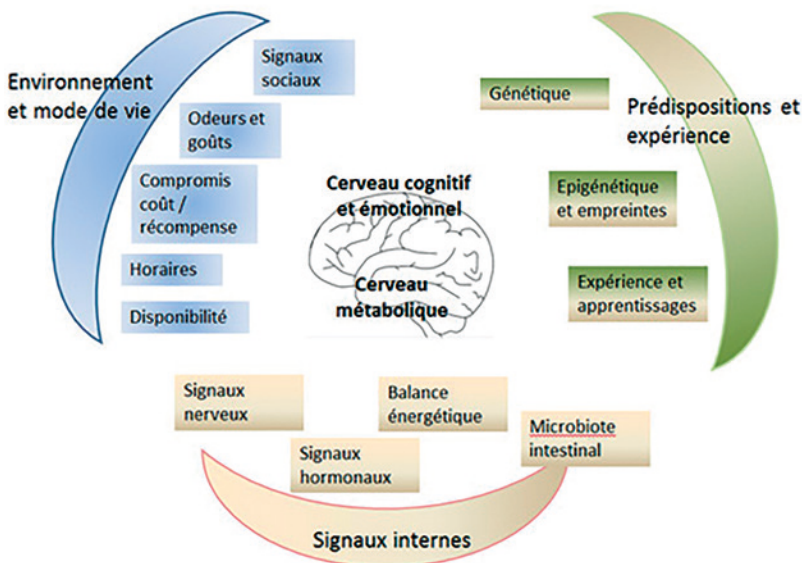 Environnement
et mode de vie
Signaux
sociaux
Odeurs et
goûts
Compromis
coût /
récompense
Horaires
Disponibilité
Cerveau cognitif
et émotionnel
Cerveau
métabolique
Génétique
Prédispositions et
expérience
Epigénétique
et empreintes
Expérience et
apprentissages
Signaux
nerveux
Signaux
hormonaux
Balance
énergétique
Microbiote
intestinal
Signaux internes